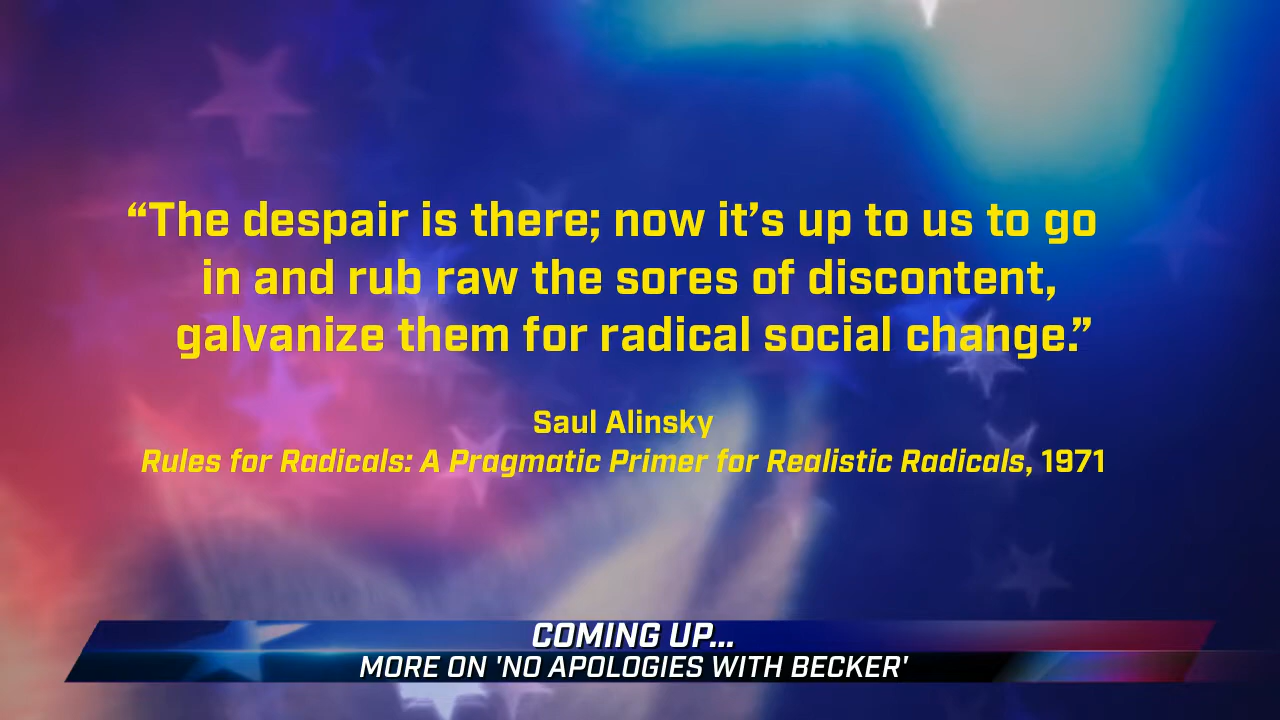 “The despair is there; now it’s up to us to go
in and rub raw the sores of discontent,
galvanize them for radical social change.”
Saul Alinsky
Rules for Radicals: A Pragmatic Primer for Realistic Radicals, 1971
COMING UP...
MORE ON 'NO APOLOGIES WITH BECKER'